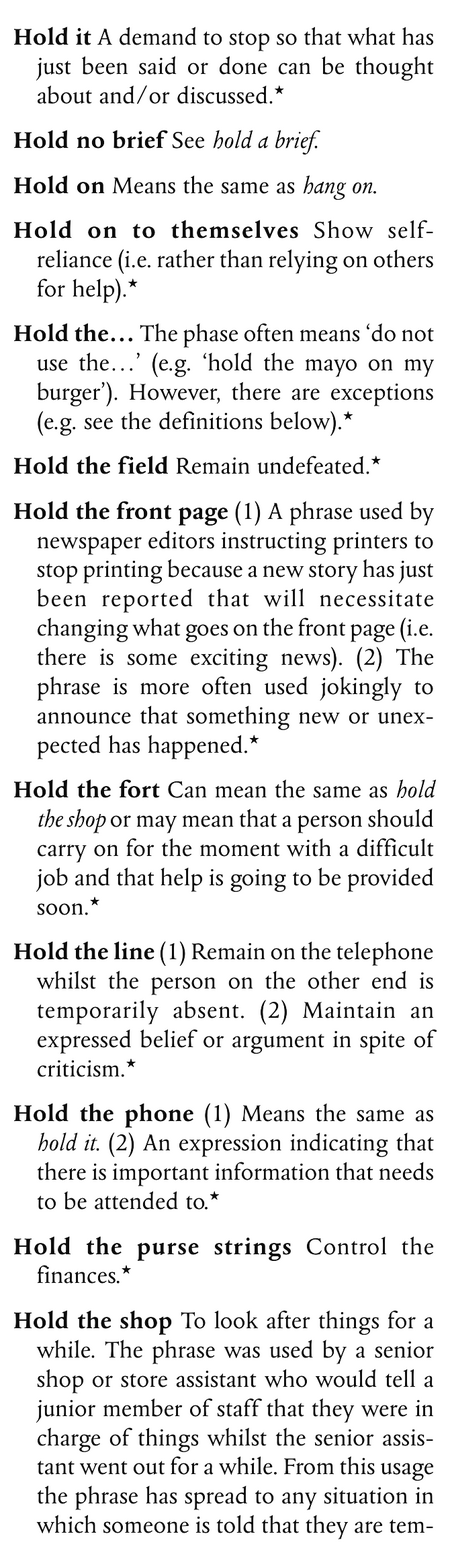 Hold it A demand to stop so that what has
just been said or done can be thought
about and/or discussed.★
Hold no brief See hold a brief.
Hold on Means the same as hang on.
Hold on to themselves Show self-
reliance (i.e. rather than relying on others
for help).★
Hold the… The phase often means ‘do not
use the…’ (e.g. ‘hold the mayo on my
burger’). However, there are exceptions
(e.g. see the definitions below).★
Hold the field Remain undefeated.★
Hold the front page (1) A phrase used by
newspaper editors instructing printers to
stop printing because a new story has just
been reported that will necessitate
changing what goes on the front page (i.e.
there is some exciting news). (2) The
phrase is more often used jokingly to
announce that something new or unex-
pected has happened.★
Hold the fort Can mean the same as hold
the shop or may mean that a person should
carry on for the moment with a difficult
job and that help is going to be provided
soon.★
Hold the line (1) Remain on the telephone
whilst the person on the other end is
temporarily absent. (2) Maintain an
expressed belief or argument in spite of
criticism.★
Hold the phone (1) Means the same as
hold it. (2) An expression indicating that
there is important information that needs
to be attended to.★
Hold the purse strings Control the
finances.★
Hold the shop To look after things for a
while. The phrase was used by a senior
shop or store assistant who would tell a
junior member of staff that they were in
charge of things whilst the senior assis-
tant went out for a while. From this usage
the phrase has spread to any situation in
which someone is told that they are tem-